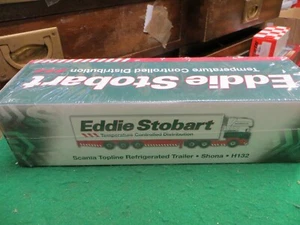 Eddie Stobart
Temperature Controlled Distribution
Eddie Stobart
Temperature Controlled Distribution
Scania Topline Refrigerated Trailer • Shona • H132